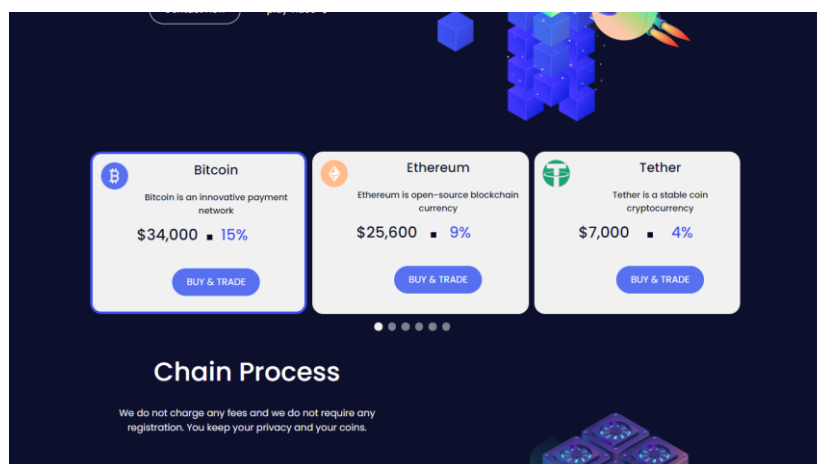 Bitcoin
Bitcoin is an innovative payment
network
$34,000 ▪ 15%
BUY & TRADE
Ethereum
Ethereum is open-source blockchain
currency
$25,600 ▪ 9%
BUY & TRADE
Tether
Tether is a stable coin
cryptocurrency
$7,000 ▪ 4%
BUY & TRADE
Chain Process
We do not charge any fees and we do not require any
registration. You keep your privacy and your coins.